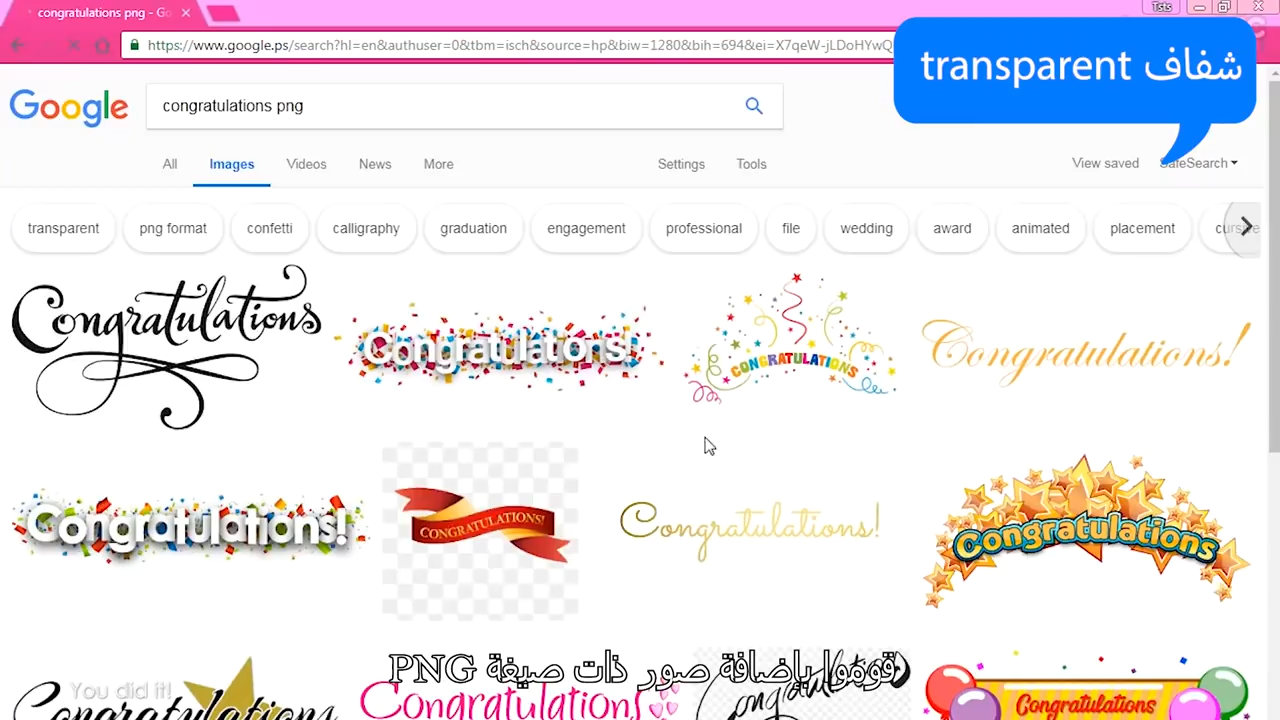 congratulations png - Go
Tsts
https://www.google.ps/search?hl=en&authuser=0&tbm=isch&source=hp&biw=1280&bih=694&ei=X7qeW-jLDoHYwQ
transparent شفاف
Google
congratulations png
All Images Videos News More Settings Tools
View saved SafeSearch
transparent png format confetti calligraphy graduation engagement professional file wedding award animated placement
Congratulations
Congratulations!
CONGRATULATIONS
Congratulations!
Congratulations!
CONGRATULATIONS!
Congratulations!
Congratulations
You did it!
Congratulations
Congratulations
Congratulations
قوموا بإضافة صور ذات صيغة PNG